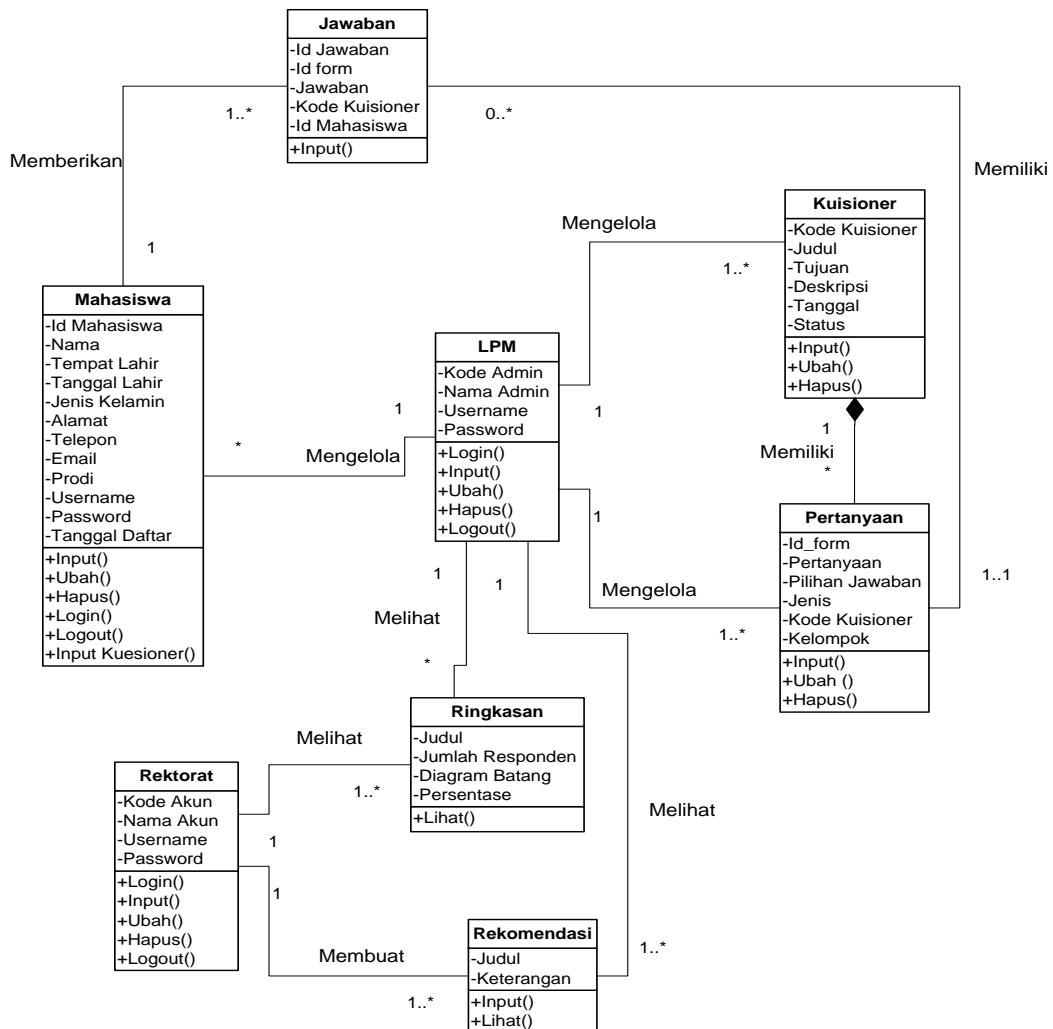 Jawaban
-Id Jawaban
-Id form
-Jawaban
-Kode Kuisioner
-Id Mahasiswa
+Input()
1..*
0..*
Memberikan
Memiliki
1
Mahasiswa
-Id Mahasiswa
-Nama
-Tempat Lahir
-Tanggal Lahir
-Jenis Kelamin
-Alamat
-Telepon
-Email
-Prodi
-Username
-Password
-Tanggal Daftar
+Input()
+Ubah()
+Hapus()
+Login()
+Logout()
+Input Kuesioner()
*
Mengelola
1
LPM
-Kode Admin
-Nama Admin
-Username
-Password
+Login()
+Input()
+Ubah()
+Hapus()
+Logout()
Mengelola
1..*
1
Kuisioner
-Kode Kuisioner
-Judul
-Tujuan
-Deskripsi
-Tanggal
-Status
+Input()
+Ubah()
+Hapus()
1
Memiliki
*
Pertanyaan
-Id_form
-Pertanyaan
-Pilihan Jawaban
-Jenis
-Kode Kuisioner
-Kelompok
+Input()
+Ubah ()
+Hapus()
1..1
1
Mengelola
1..*
1
1
Melihat
*
Ringkasan
-Judul
-Jumlah Responden
-Diagram Batang
-Persentase
+Lihat()
Melihat
1..*
1
Rektorat
-Kode Akun
-Nama Akun
-Username
-Password
+Login()
+Input()
+Ubah()
+Hapus()
+Logout()
1
Membuat
1..*
Melihat
1..*
Rekomendasi
-Judul
-Keterangan
+Input()
+Lihat()